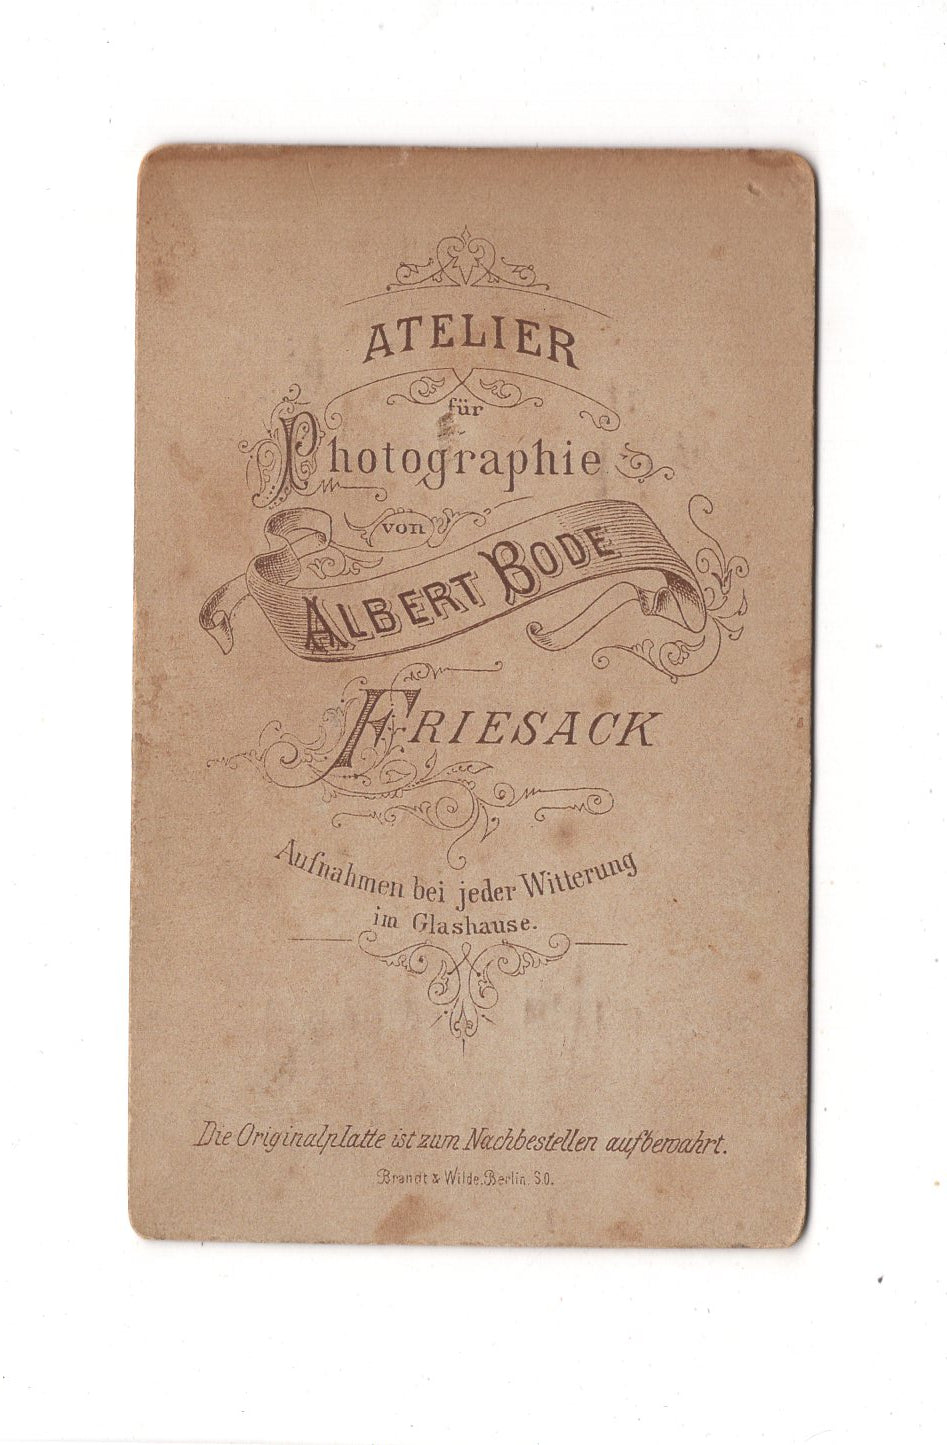 ATELIER
für
Photographie
von
ALBERT BODE
FRIESACK
Aufnahmen bei jeder Witterung
im Glashause.
Die Originalplatte ist zum Nachbestellen aufbewahrt.
Brandt & Wilde. Berlin. S.O.